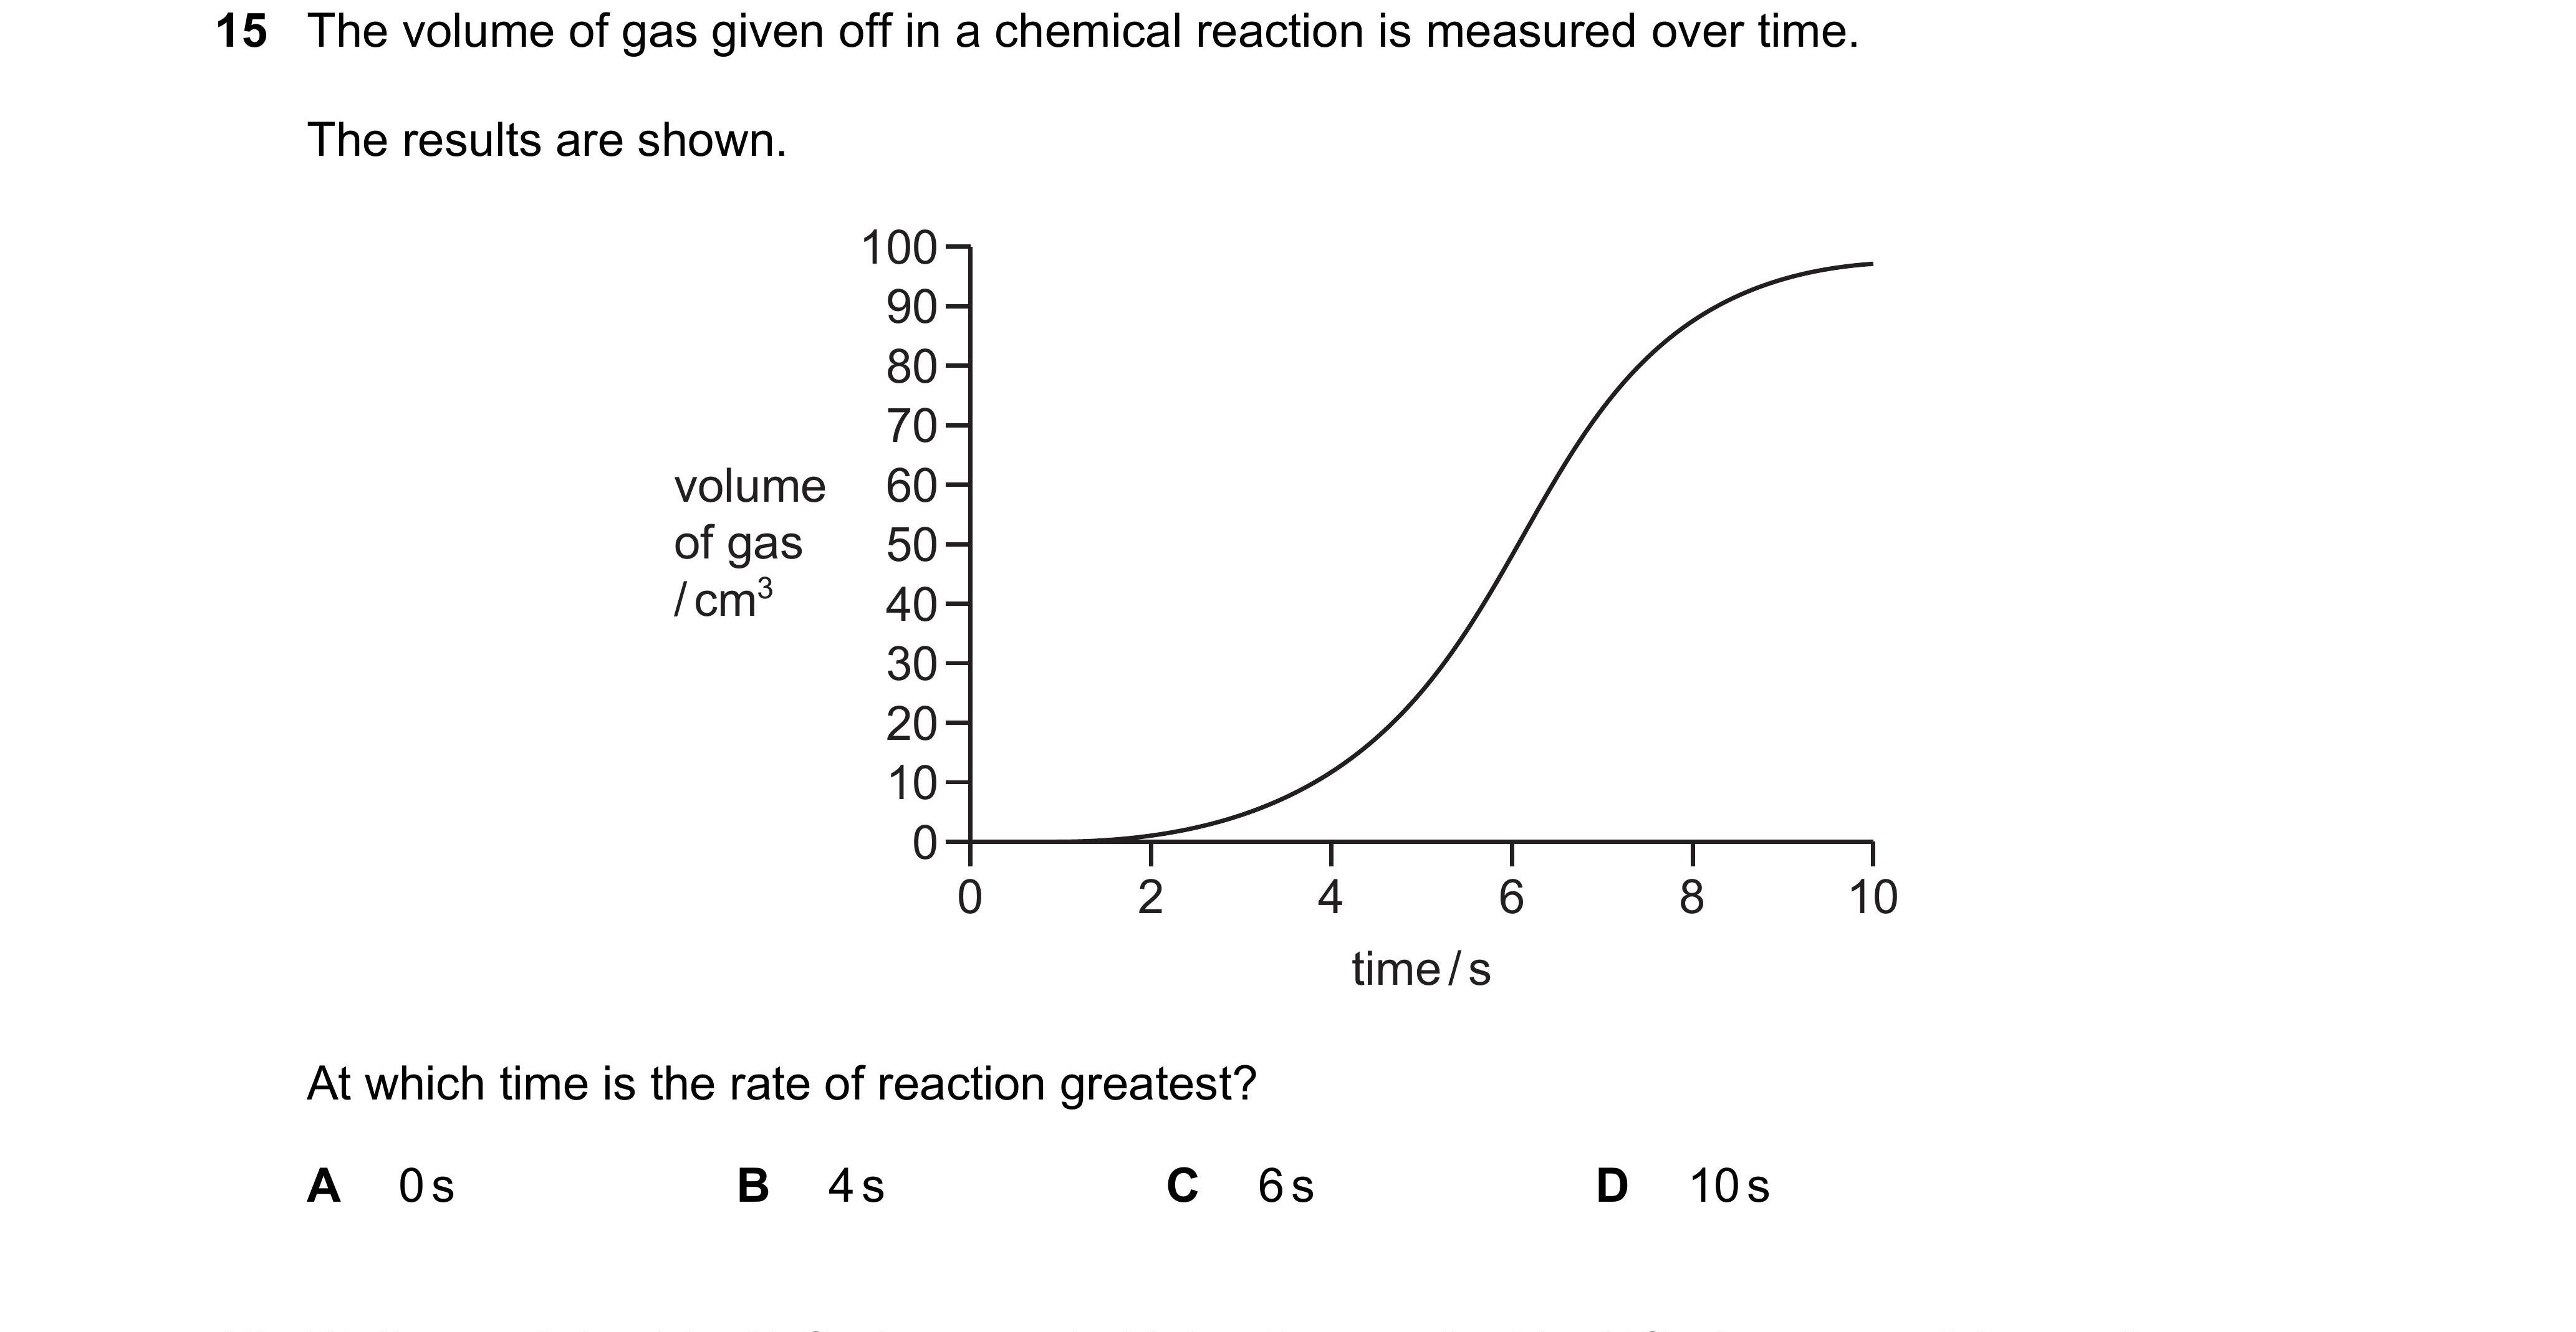 15 The volume of gas given off in a chemical reaction is measured over time.
The results are shown.
100
90
80
70
60
50
40
30
20
10
0
volume
of gas
/ cm³
0 2 4 6 8 10
time / s
At which time is the rate of reaction greatest?
A 0 s B 4 s C 6 s D 10 s